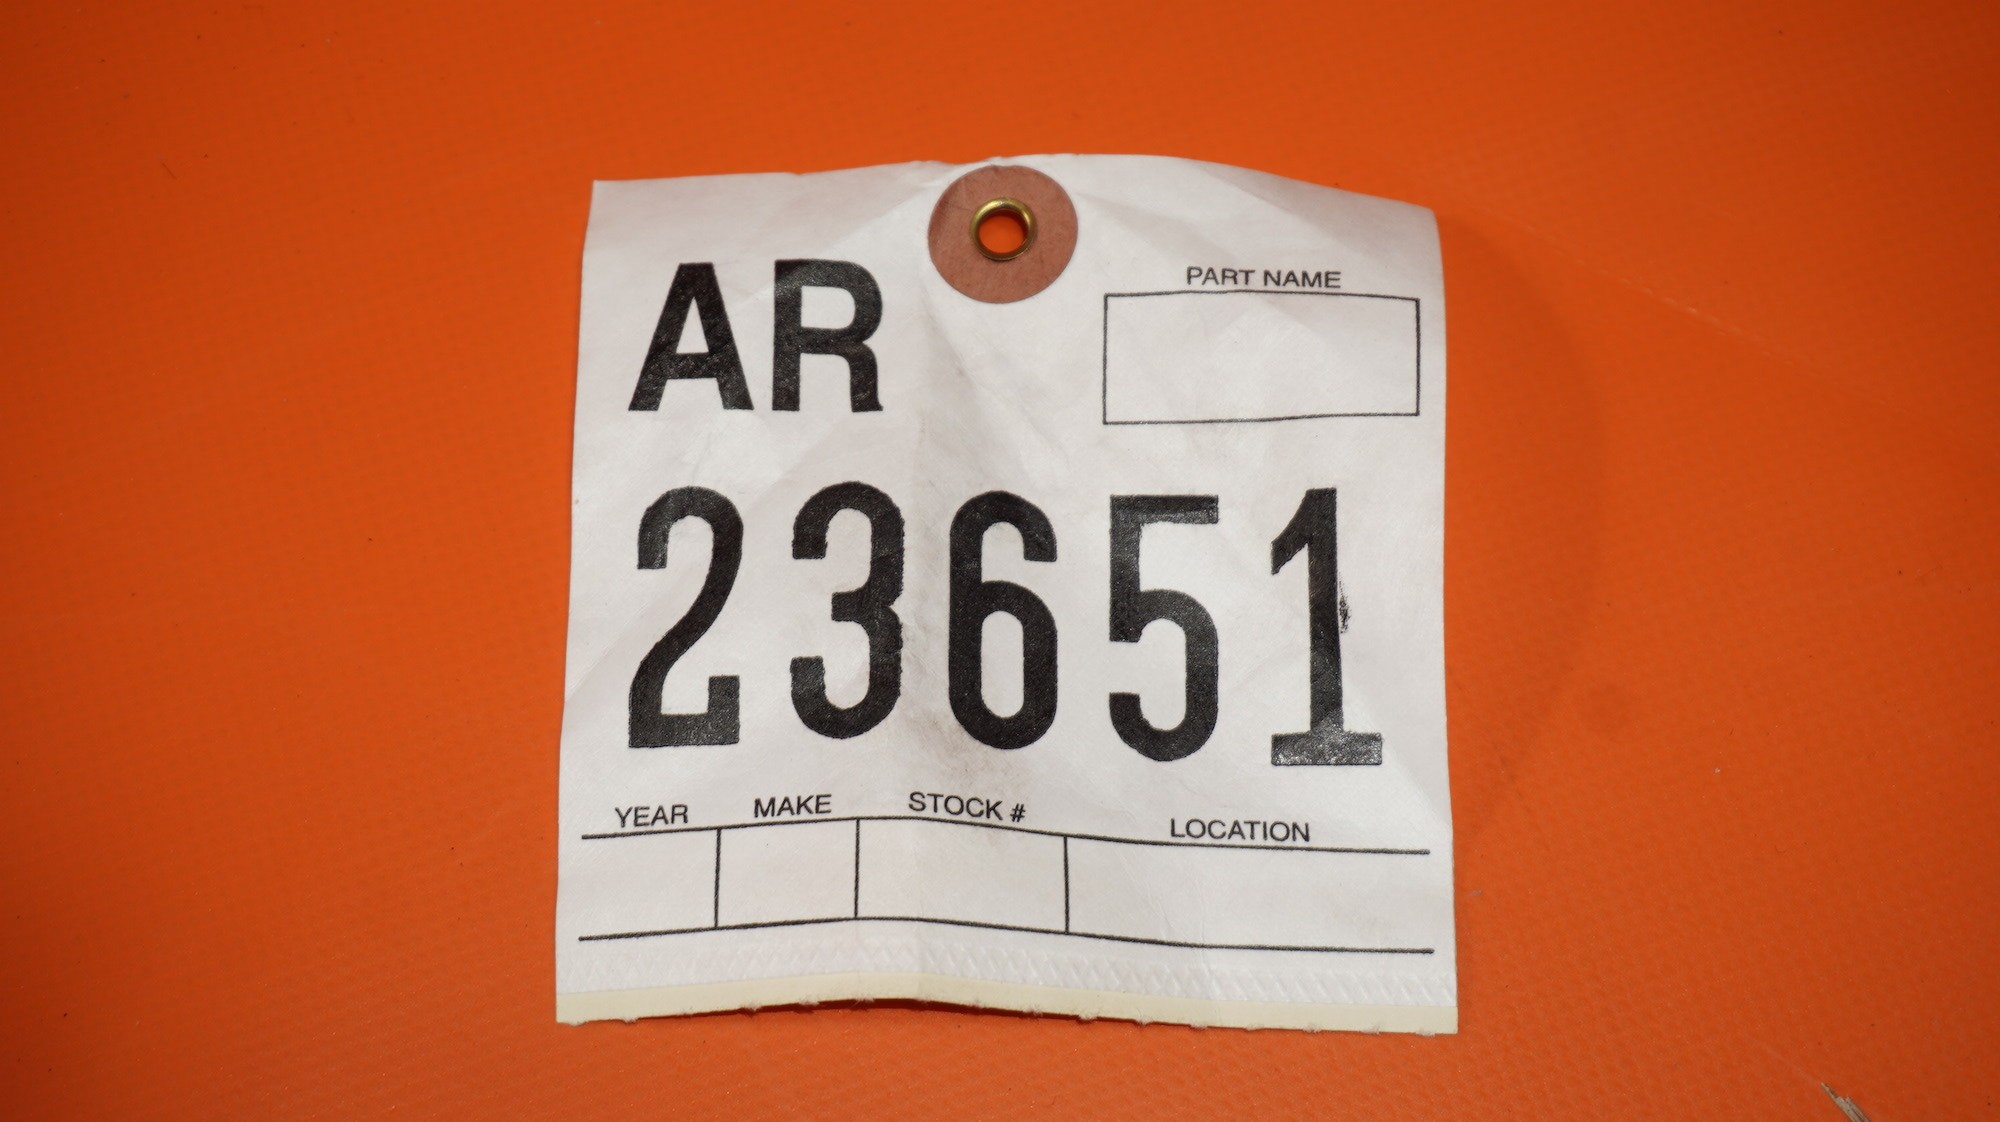 AR
PART NAME
23651
YEAR MAKE STOCK # LOCATION